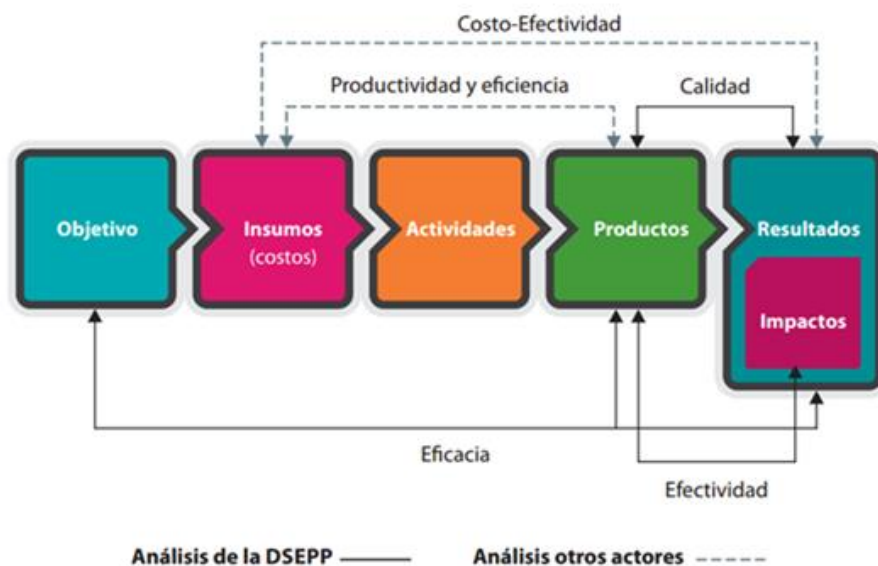 Costo-Efectividad
Productividad y eficiencia
Calidad
Objetivo
Insumos
(costos)
Actividades
Productos
Resultados
Impactos
Eficacia
Efectividad
Análisis de la DSEPP
Análisis otros actores